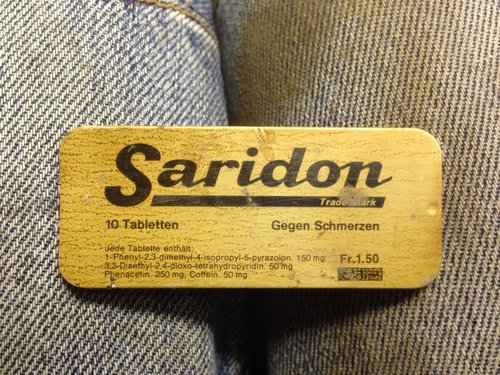 Saridon
Trade Mark
10 Tabletten Gegen Schmerzen
Jede Tablette enthält:
1-Phenyl-2,3-dimethyl-4-isopropyl-5-pyrazolon. 150 mg Fr.1.50
3,3-Diaethyl-2,4-dioxo-tetrahydropyridin. 50 mg
Phenacetin. 250 mg. Coffein. 50 mg